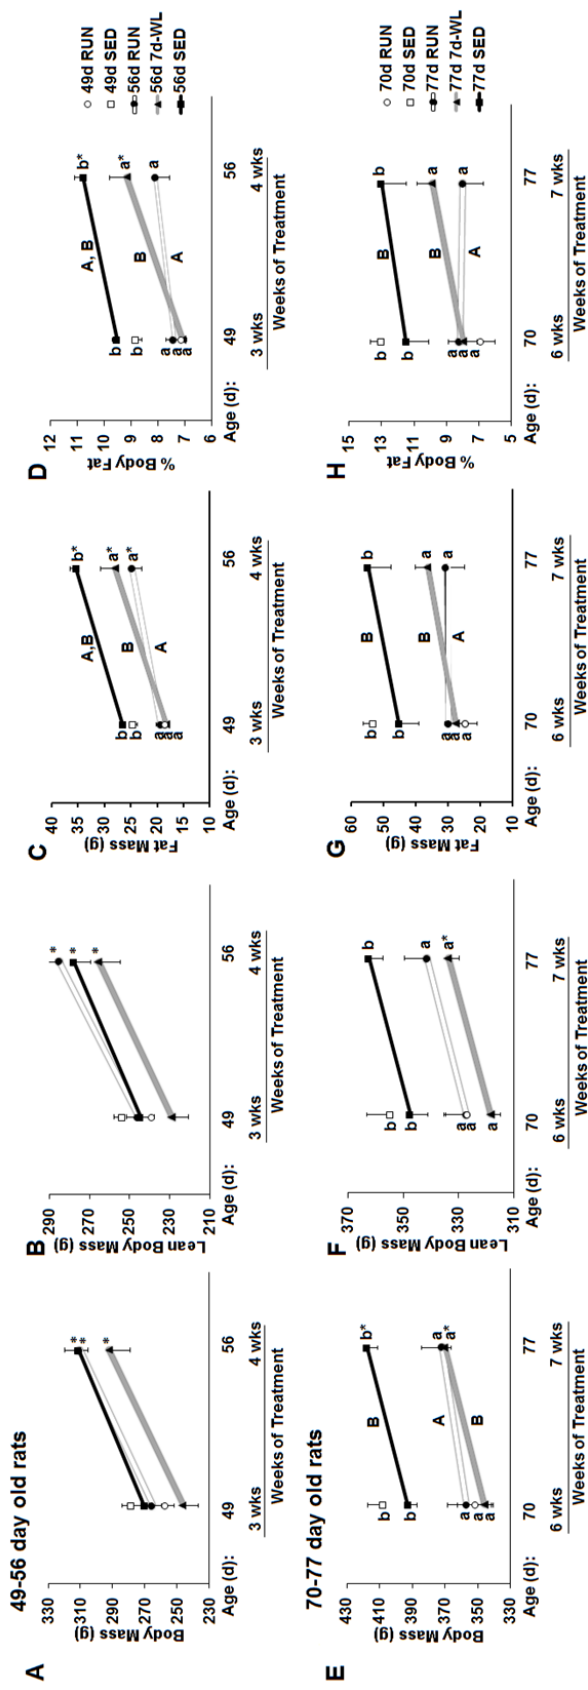 49-56 day old rats
A
Body Mass (g)
330
310
290
270
250
230
*
*
*
Age (d):
49
56
3 wks
4 wks
Weeks of Treatment
B
Lean Body Mass (g)
290
270
250
230
210
*
*
*
Age (d):
49
56
3 wks
4 wks
Weeks of Treatment
C
Fat Mass (g)
40
35
30
25
20
15
10
b
b
a
a
a
A,B
B
A
b*
a*
a*
Age (d):
49
56
3 wks
4 wks
Weeks of Treatment
D
% Body Fat
12
11
10
9
8
7
6
b
b
a
a
a
A, B
B
A
b*
a*
a
Age (d):
49
56
3 wks
4 wks
Weeks of Treatment
49d RUN
49d SED
56d RUN
56d 7d-WL
56d SED
70-77 day old rats
E
Body Mass (g)
430
410
390
370
350
330
b
b
a
a
a
B
A
B
b*
a
a*
Age (d):
70
77
6 wks
7 wks
Weeks of Treatment
F
Lean Body Mass (g)
370
350
330
310
b
b
a
a
a
b
a
a*
Age (d):
70
77
6 wks
7 wks
Weeks of Treatment
G
Fat Mass (g)
60
50
40
30
20
10
b
b
a
a
a
B
B
A
b
a
a
Age (d):
70
77
6 wks
7 wks
Weeks of Treatment
H
% Body Fat
15
13
11
9
7
5
b
b
a
a
a
B
B
A
b
a
a
Age (d):
70
77
6 wks
7 wks
Weeks of Treatment
70d RUN
70d SED
77d RUN
77d 7d-WL
77d SED